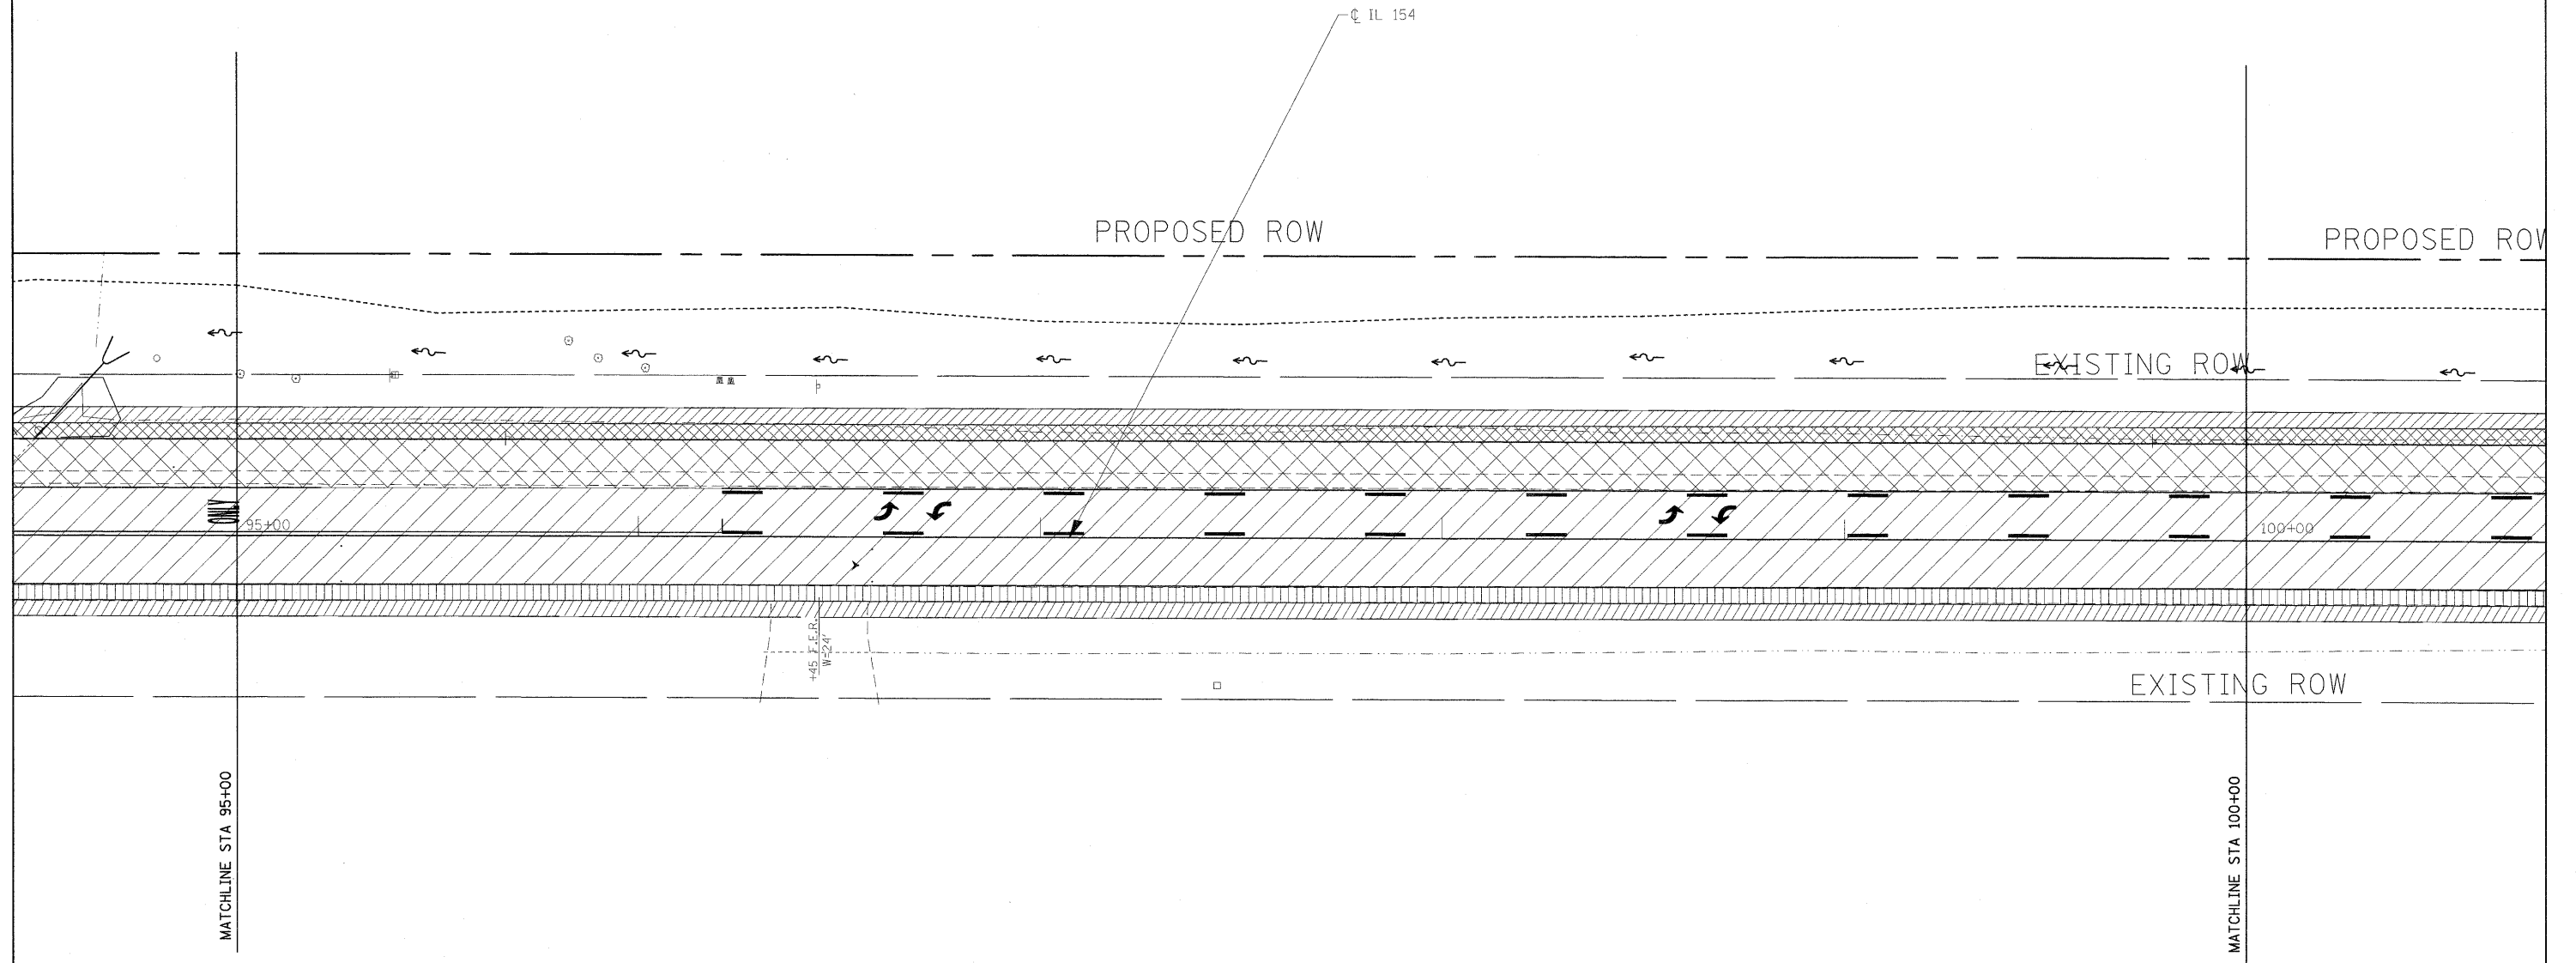 ℄ IL 154
PROPOSED ROW
PROPOSED ROW
EXISTING ROW
95+00
100+00
+45 F.E.R.
W=24'
EXISTING ROW
MATCHLINE STA 95+00
MATCHLINE STA 100+00